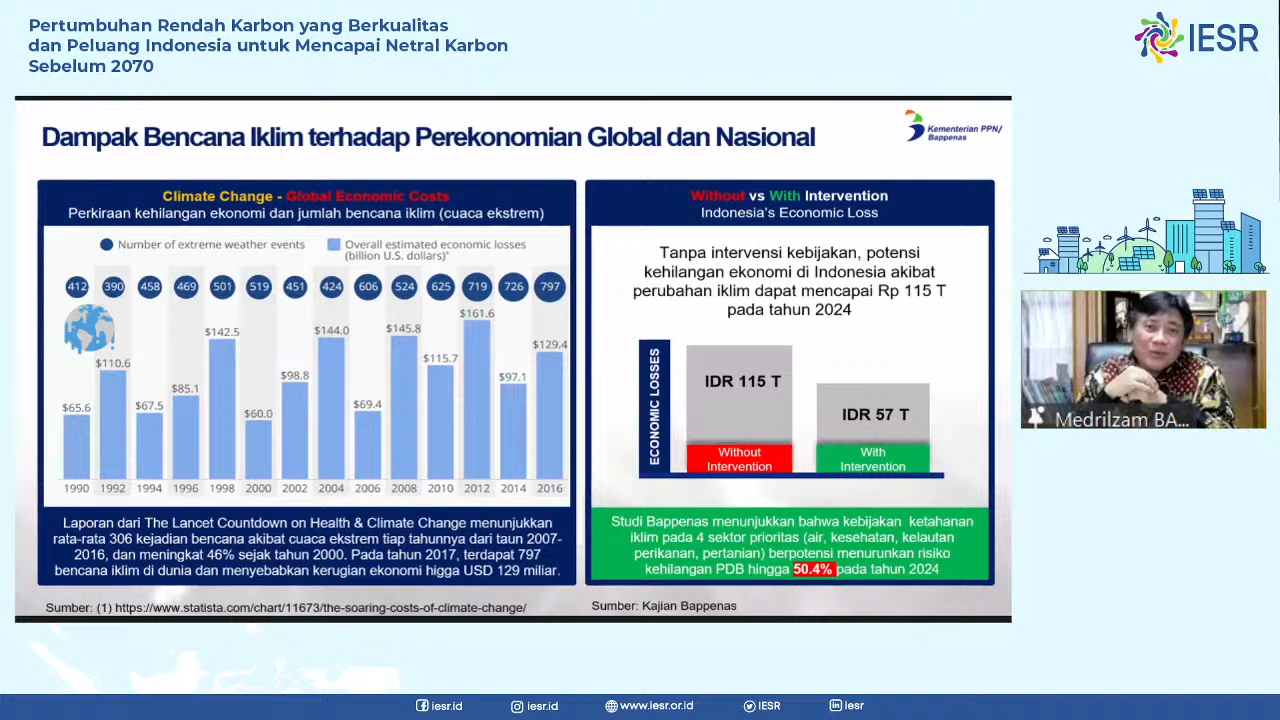 Pertumbuhan Rendah Karbon yang Berkualitas
dan Peluang Indonesia untuk Mencapai Netral Karbon
Sebelum 2070
IESR
Dampak Bencana Iklim terhadap Perekonomian Global dan Nasional
Kementerian PPN/
Bappenas
Climate Change - Global Economic Costs
Perkiraan kehilangan ekonomi dan jumlah bencana iklim (cuaca ekstrem)
Number of extreme weather events
Overall estimated economic losses
(billion U.S. dollars)*
412 390 458 469 501 519 451 424 606 524 625 719 726 797
$65.6 $110.6 $67.5 $85.1 $142.5 $60.0 $98.8 $144.0 $69.4 $145.8 $115.7 $161.6 $97.1 $129.4
1990 1992 1994 1996 1998 2000 2002 2004 2006 2008 2010 2012 2014 2016
Laporan dari The Lancet Countdown on Health & Climate Change menunjukkan
rata-rata 306 kejadian bencana akibat cuaca ekstrem tiap tahunnya dari taun 2007-
2016, dan meningkat 46% sejak tahun 2000. Pada tahun 2017, terdapat 797
bencana iklim di dunia dan menyebabkan kerugian ekonomi higga USD 129 miliar.
Sumber: (1) https://www.statista.com/chart/11673/the-soaring-costs-of-climate-change/
Without vs With Intervention
Indonesia's Economic Loss
Tanpa intervensi kebijakan, potensi
kehilangan ekonomi di Indonesia akibat
perubahan iklim dapat mencapai Rp 115 T
pada tahun 2024
ECONOMIC LOSSES
IDR 115 T
IDR 57 T
Without
Intervention
With
Intervention
Studi Bappenas menunjukkan bahwa kebijakan ketahanan
iklim pada 4 sektor prioritas (air, kesehatan, kelautan
perikanan, pertanian) berpotensi menurunkan risiko
kehilangan PDB hingga 50.4% pada tahun 2024
Sumber: Kajian Bappenas
Medrilzam BA...
iesr.id
iesr.id
www.iesr.or.id
IESR
iesr